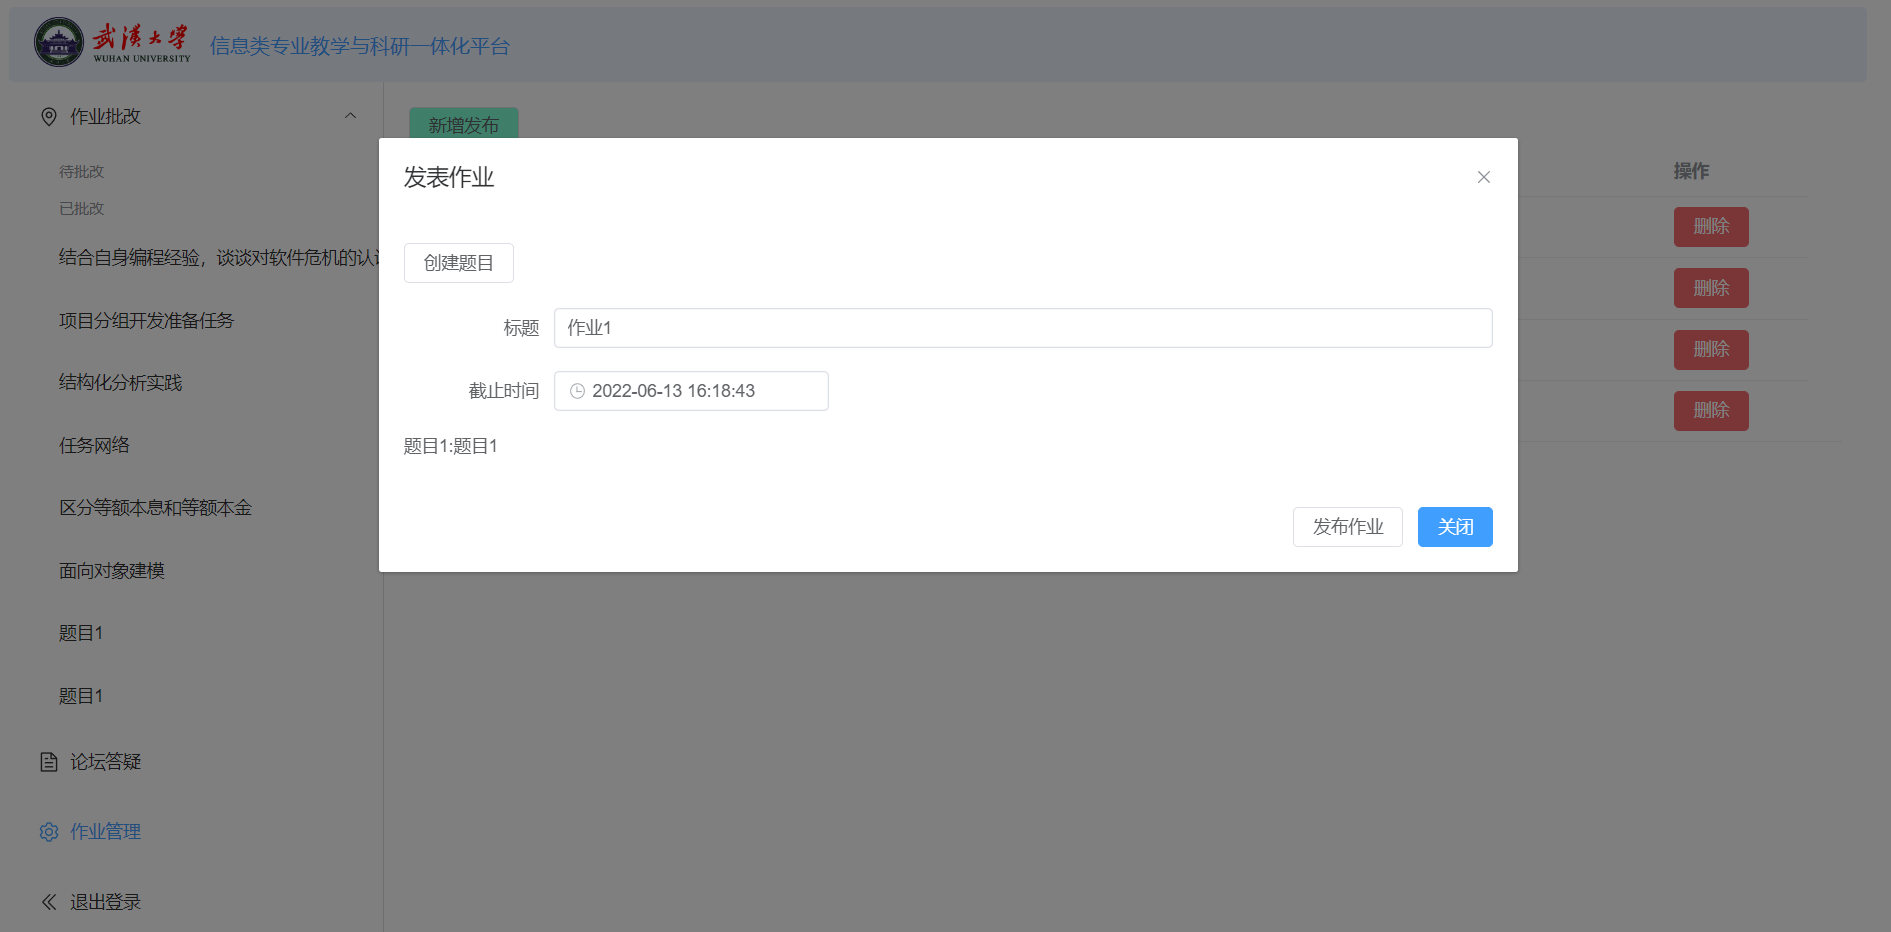 武汉大学
WUHAN UNIVERSITY
信息类专业教学与科研一体化平台
作业批改
待批改
已批改
结合自身编程经验，谈谈对软件危机的认
项目分组开发准备任务
结构化分析实践
任务网络
区分等额本息和等额本金
面向对象建模
题目1
题目1
论坛答疑
作业管理
退出登录
新增发布
操作
删除
删除
删除
删除
发表作业
创建题目
标题 作业1
截止时间 2022-06-13 16:18:43
题目1:题目1
发布作业 关闭